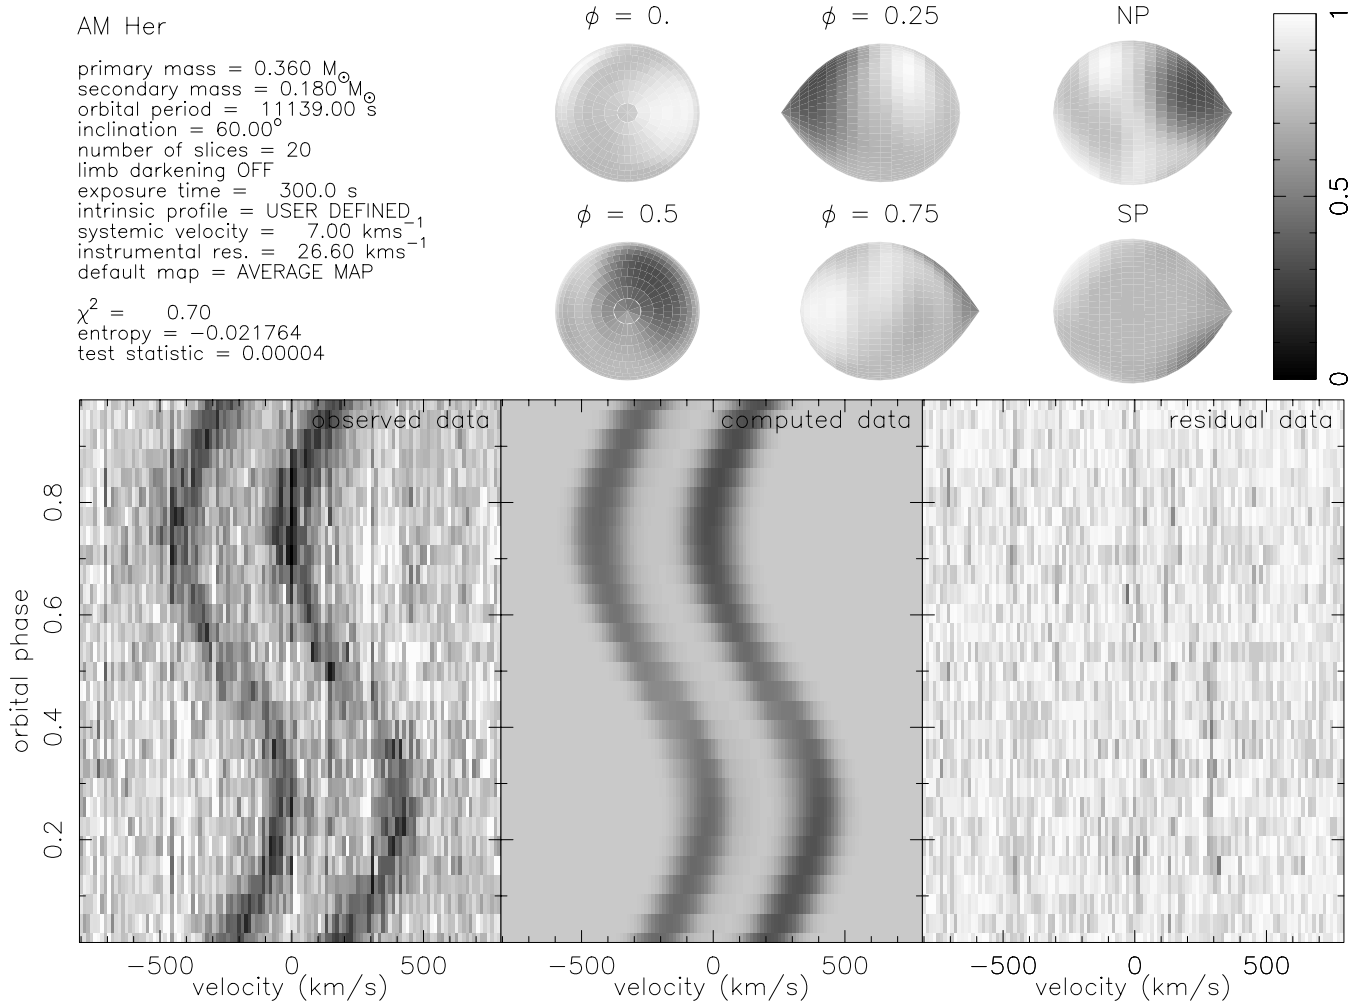 AM Her
primary mass = 0.360 M⊙
secondary mass = 0.180 M⊙
orbital period = 11139.00 s
inclination = 60.00°
number of slices = 20
limb darkening OFF
exposure time = 300.0 s
intrinsic profile = USER DEFINED
systemic velocity = 7.00 kms⁻¹
instrumental res. = 26.60 kms⁻¹
default map = AVERAGE MAP
χ² = 0.70
entropy = −0.021764
test statistic = 0.00004
ϕ = 0. ϕ = 0.25 NP
ϕ = 0.5 ϕ = 0.75 SP
1
0.5
0
observed data computed data residual data
orbital phase
0.8
0.6
0.4
0.2
−500 0 500 −500 0 500 −500 0 500
velocity (km/s) velocity (km/s) velocity (km/s)